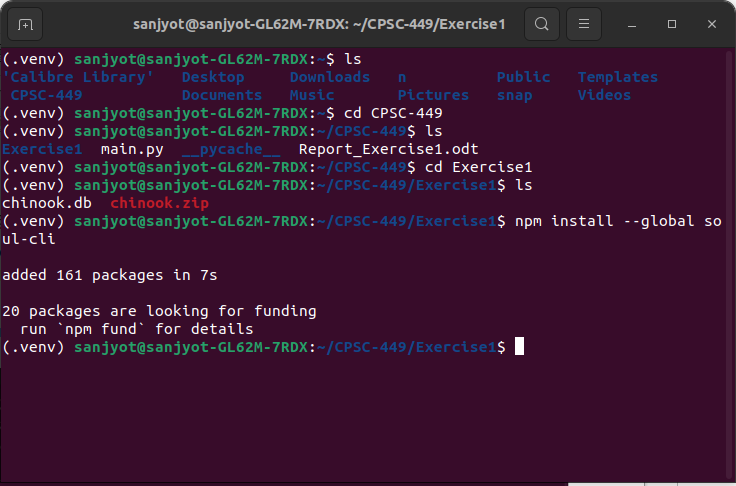 sanjyot@sanjyot-GL62M-7RDX: ~/CPSC-449/Exercise1
(.venv) sanjyot@sanjyot-GL62M-7RDX:~$ ls
'Calibre Library'   Desktop     Downloads   n          Public   Templates
 CPSC-449           Documents   Music       Pictures   snap     Videos
(.venv) sanjyot@sanjyot-GL62M-7RDX:~$ cd CPSC-449
(.venv) sanjyot@sanjyot-GL62M-7RDX:~/CPSC-449$ ls
Exercise1  main.py  __pycache__  Report_Exercise1.odt
(.venv) sanjyot@sanjyot-GL62M-7RDX:~/CPSC-449$ cd Exercise1
(.venv) sanjyot@sanjyot-GL62M-7RDX:~/CPSC-449/Exercise1$ ls
chinook.db  chinook.zip
(.venv) sanjyot@sanjyot-GL62M-7RDX:~/CPSC-449/Exercise1$ npm install --global so
ul-cli
added 161 packages in 7s
20 packages are looking for funding
  run `npm fund` for details
(.venv) sanjyot@sanjyot-GL62M-7RDX:~/CPSC-449/Exercise1$